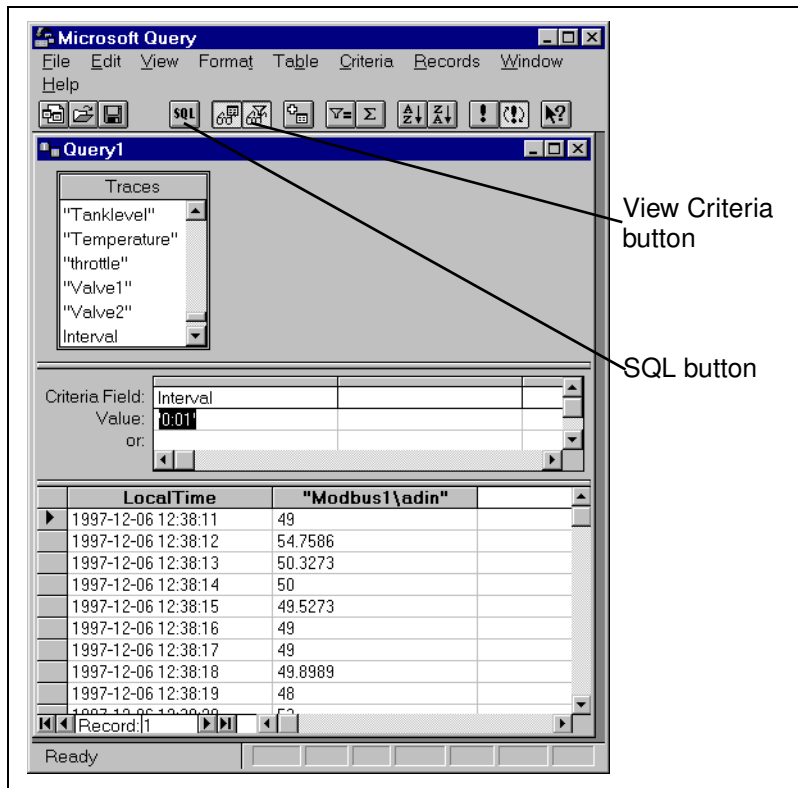 Microsoft Query
File Edit View Format Table Criteria Records Window
Help
SQL
Query1
Traces
"Tanklevel"
"Temperature"
"throttle"
"Valve1"
"Valve2"
Interval
View Criteria
button
SQL button
Criteria Field: Interval
Value: '0:01'
or:
LocalTime "Modbus1\adin"
1997-12-06 12:38:11 49
1997-12-06 12:38:12 54.7586
1997-12-06 12:38:13 50.3273
1997-12-06 12:38:14 50
1997-12-06 12:38:15 49.5273
1997-12-06 12:38:16 49
1997-12-06 12:38:17 49
1997-12-06 12:38:18 49.8989
1997-12-06 12:38:19 48
Record: 1
Ready